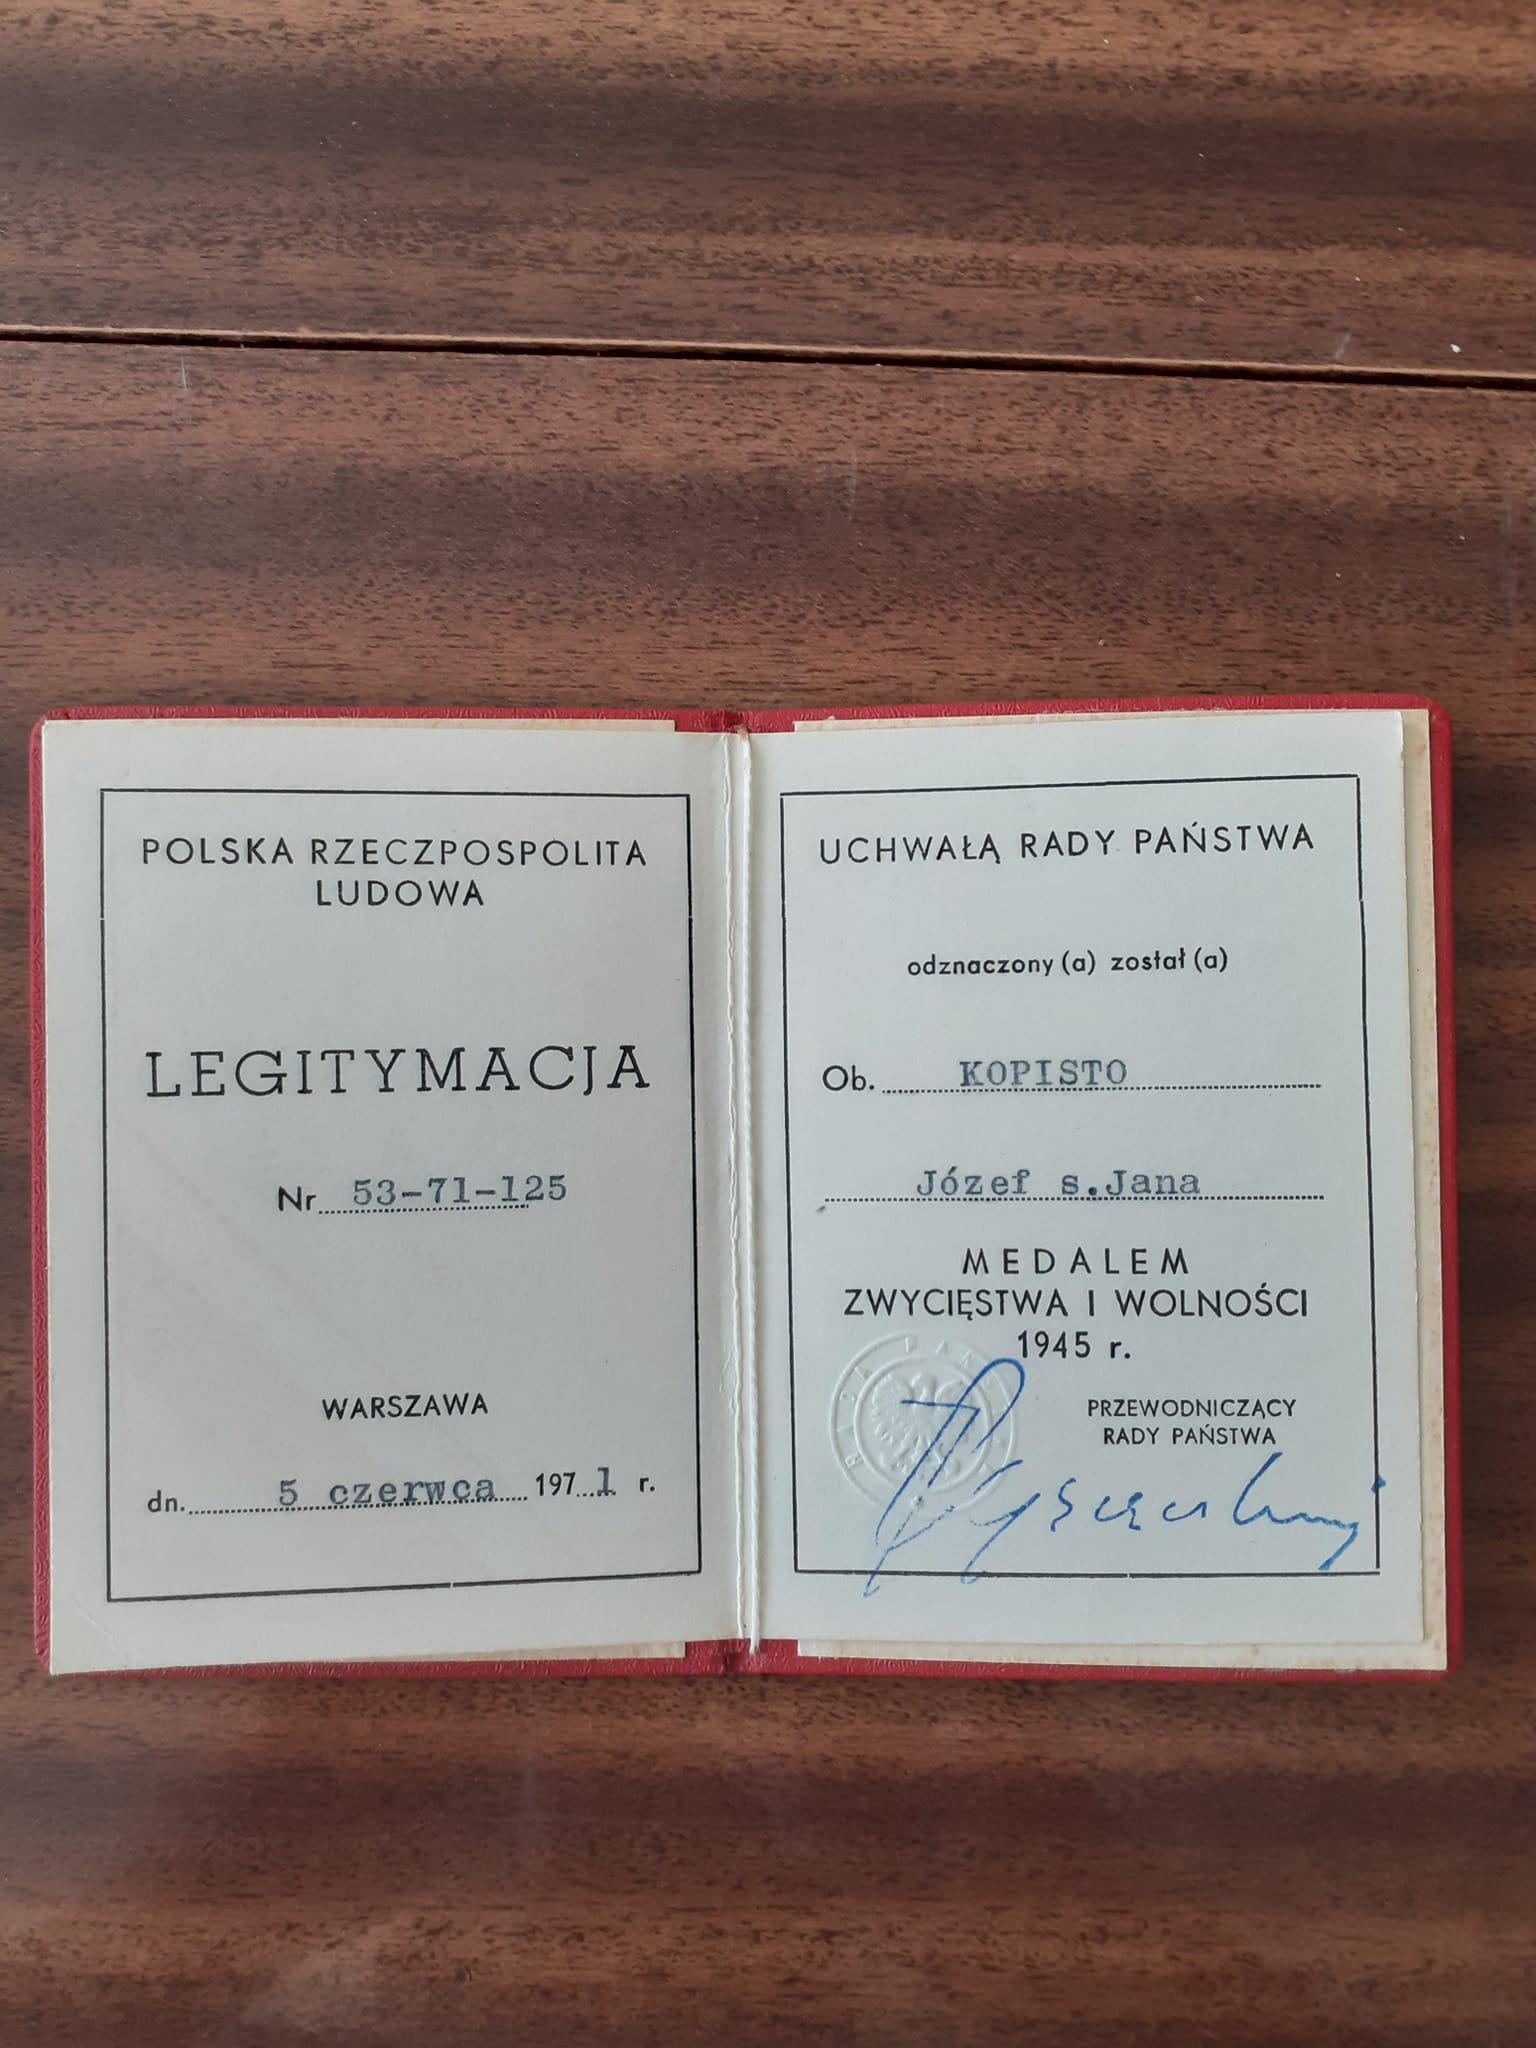 POLSKA RZECZPOSPOLITA
LUDOWA
LEGITYMACJA
Nr 53-71-125
WARSZAWA
dn. 5 czerwca 1971 r.
UCHWAŁĄ RADY PAŃSTWA
odznaczony (a) został (a)
Ob. KOPISTO
Józef s.Jana
MEDALEM
ZWYCIĘSTWA I WOLNOŚCI
1945 r.
PRZEWODNICZĄCY
RADY PAŃSTWA